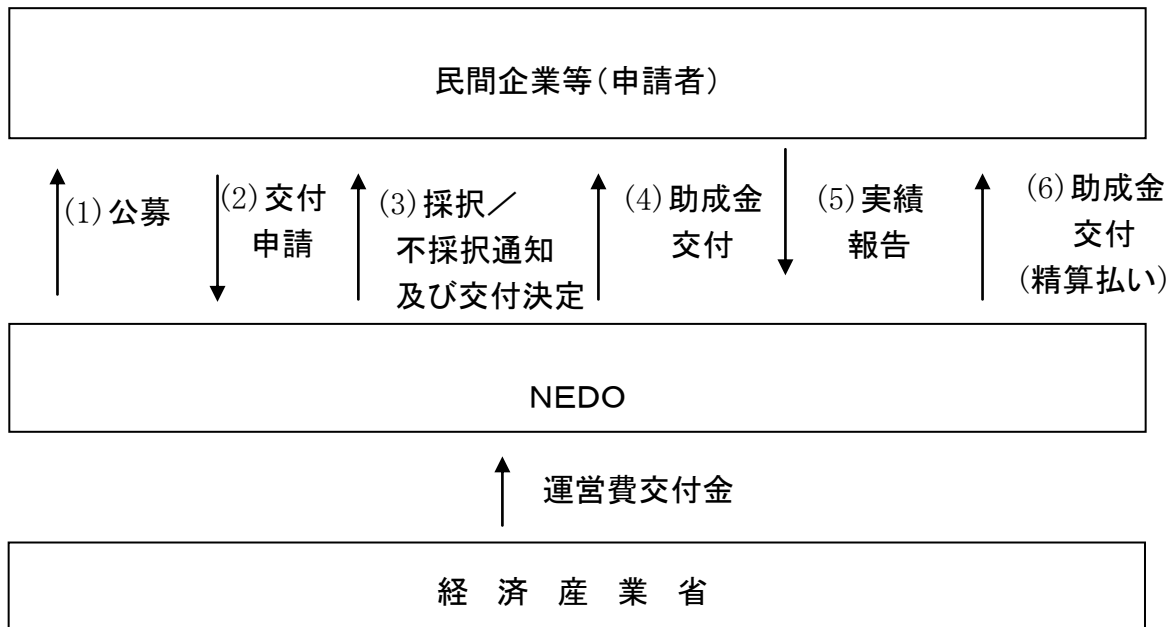 民間企業等(申請者)
(1)公募
(2)交付
申請
(3)採択／
不採択通知
及び交付決定
(4)助成金
交付
(5)実績
報告
(6)助成金
交付
(精算払い)
NEDO
運営費交付金
経 済 産 業 省